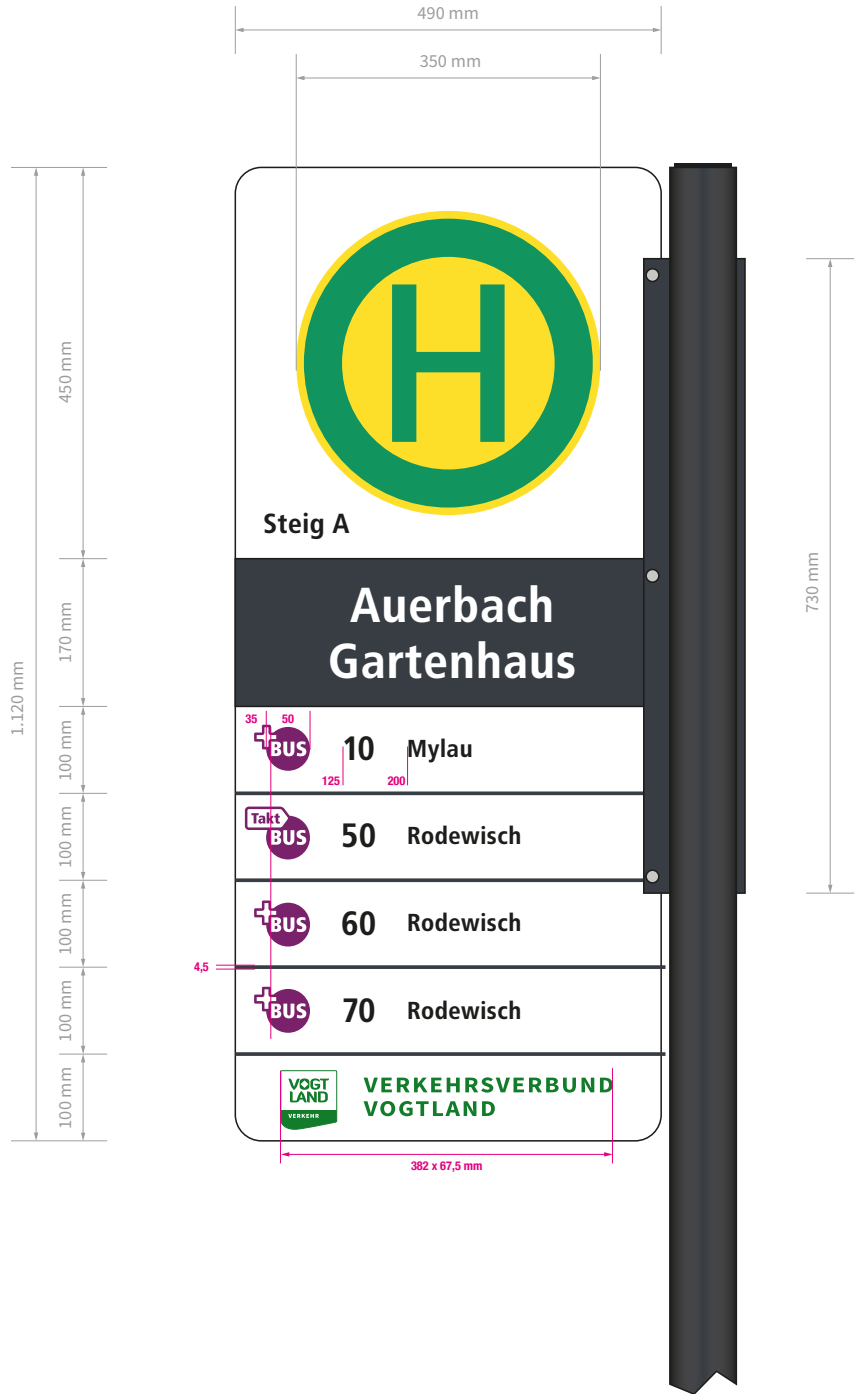 490 mm
350 mm
H
450 mm
Steig A
170 mm
Auerbach
Gartenhaus
730 mm
1.120 mm
100 mm
35 50
+BUS 10 Mylau
125 200
100 mm
Takt
BUS 50 Rodewisch
100 mm
+BUS 60 Rodewisch
4,5
100 mm
+BUS 70 Rodewisch
100 mm
VOGT
LAND
VERKEHR
VERKEHRSVERBUND
VOGTLAND
382 x 67,5 mm